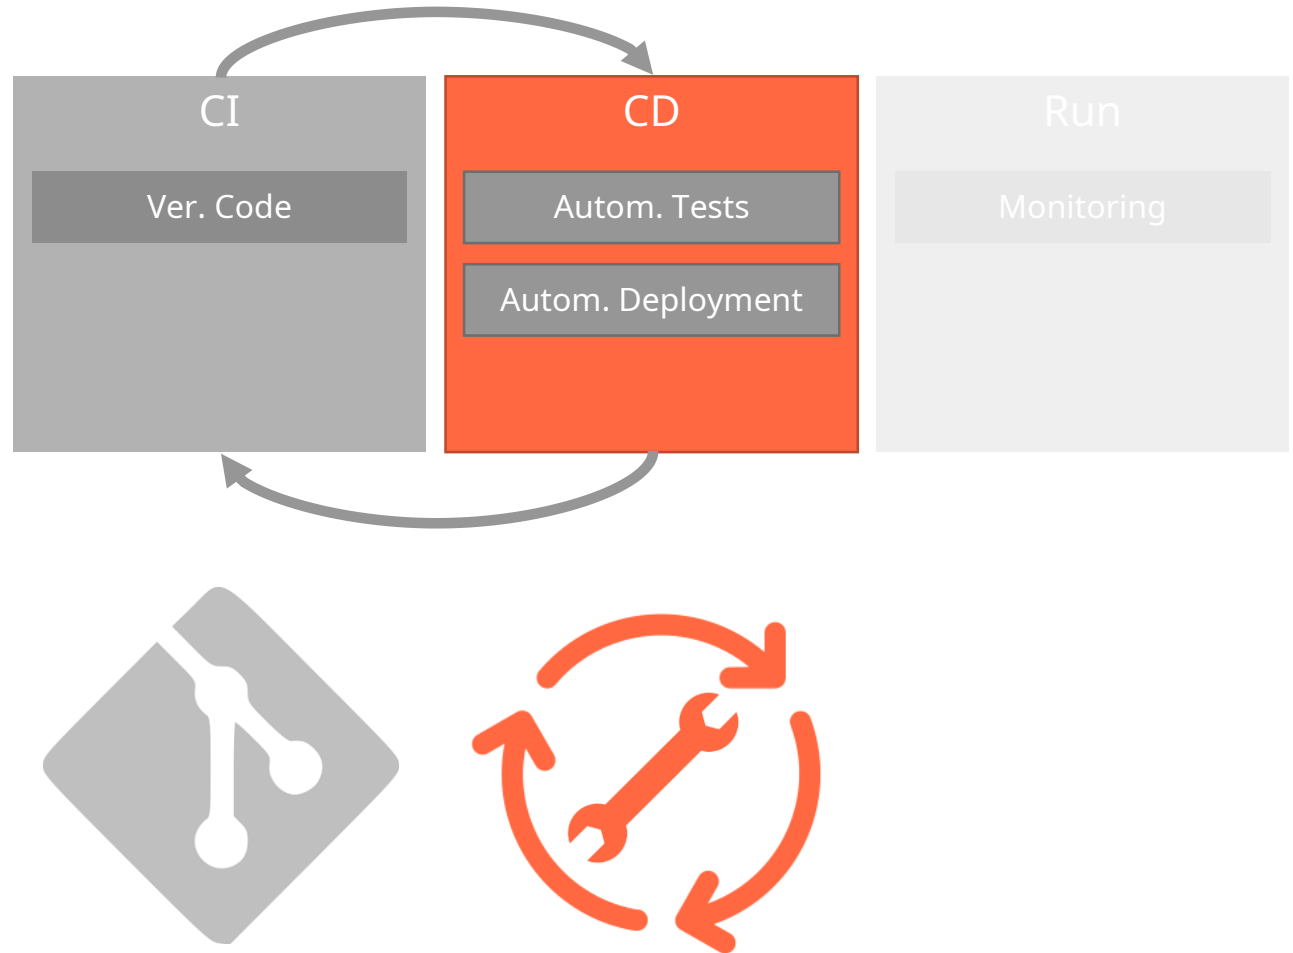 CI
Ver. Code
CD
Autom. Tests
Autom. Deployment
Run
Monitoring